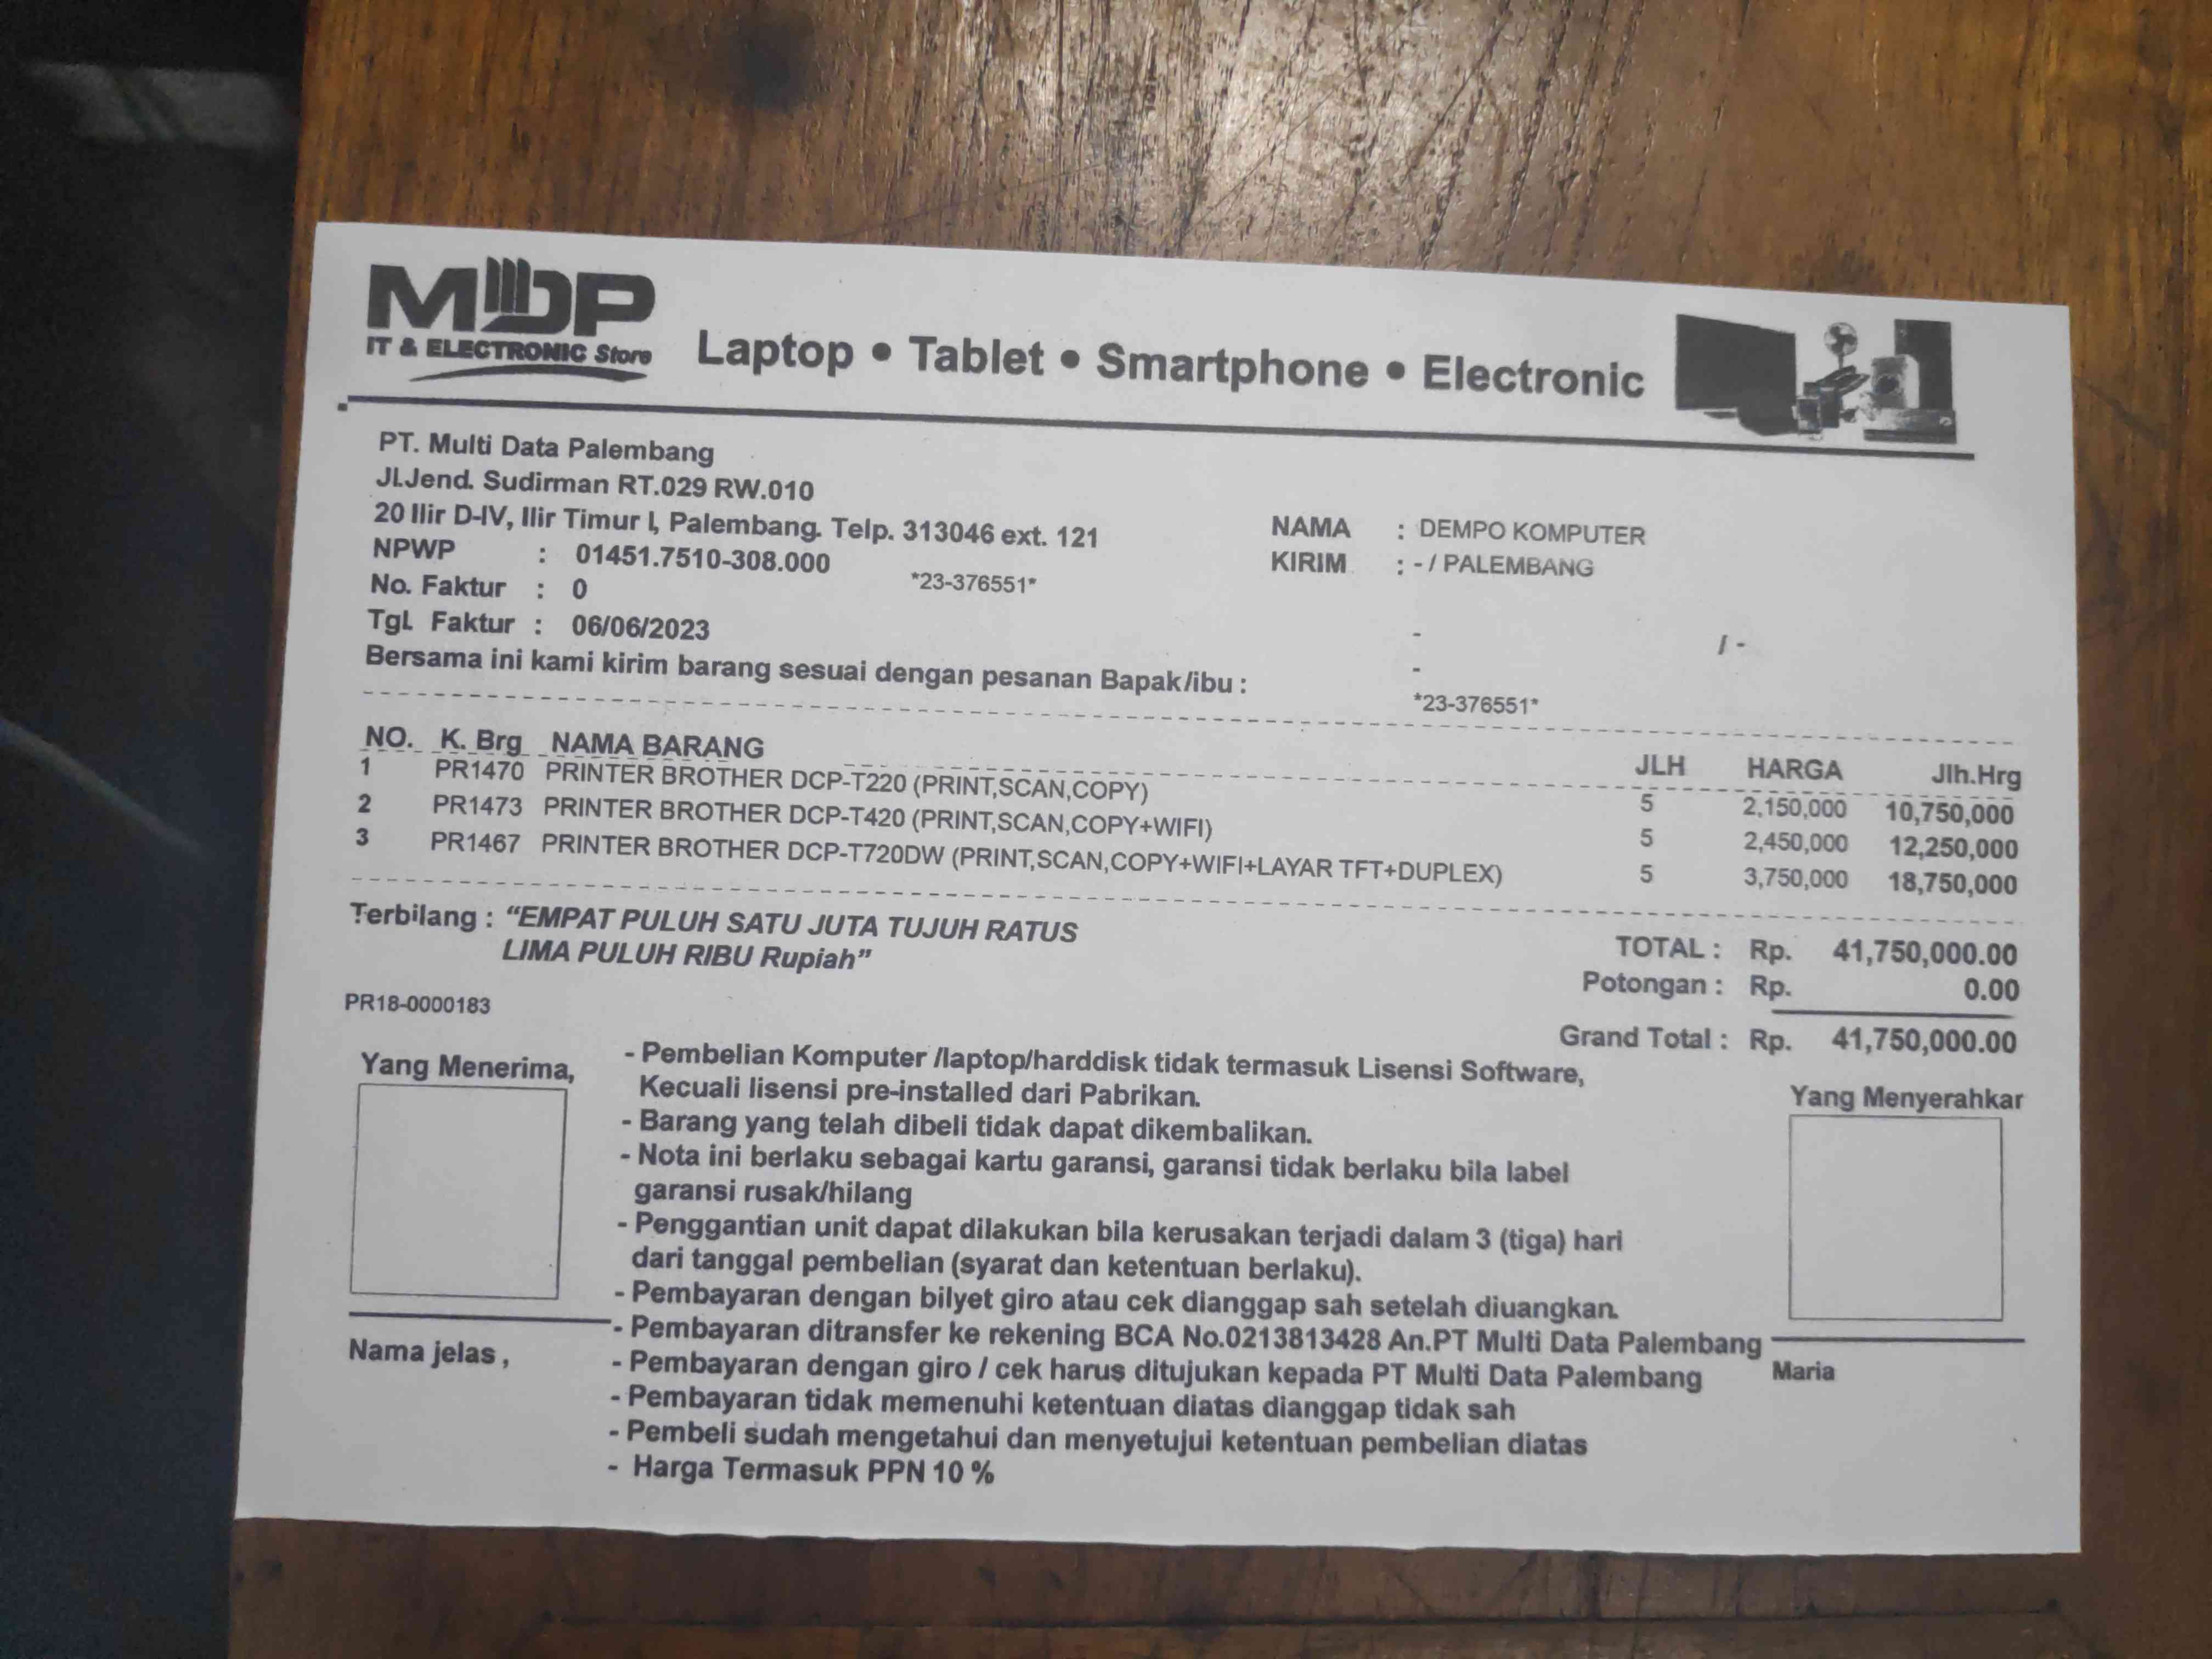 MDP
IT & ELECTRONIC Store
Laptop • Tablet • Smartphone • Electronic
PT. Multi Data Palembang
Jl.Jend. Sudirman RT.029 RW.010
20 Ilir D-IV, Ilir Timur I, Palembang. Telp. 313046 ext. 121
NPWP : 01451.7510-308.000
No. Faktur : 0 *23-376551*
Tgl. Faktur : 06/06/2023
Bersama ini kami kirim barang sesuai dengan pesanan Bapak/ibu :
NAMA : DEMPO KOMPUTER
KIRIM : - / PALEMBANG
- / -
-
*23-376551*
NO. K. Brg NAMA BARANG JLH HARGA Jlh.Hrg
1 PR1470 PRINTER BROTHER DCP-T220 (PRINT,SCAN,COPY) 5 2,150,000 10,750,000
2 PR1473 PRINTER BROTHER DCP-T420 (PRINT,SCAN,COPY+WIFI) 5 2,450,000 12,250,000
3 PR1467 PRINTER BROTHER DCP-T720DW (PRINT,SCAN,COPY+WIFI+LAYAR TFT+DUPLEX) 5 3,750,000 18,750,000
Terbilang : “EMPAT PULUH SATU JUTA TUJUH RATUS
LIMA PULUH RIBU Rupiah”
TOTAL : Rp. 41,750,000.00
Potongan : Rp. 0.00
Grand Total : Rp. 41,750,000.00
PR18-0000183
Yang Menerima,
- Pembelian Komputer /laptop/harddisk tidak termasuk Lisensi Software,
Kecuali lisensi pre-installed dari Pabrikan.
- Barang yang telah dibeli tidak dapat dikembalikan.
- Nota ini berlaku sebagai kartu garansi, garansi tidak berlaku bila label
garansi rusak/hilang
- Penggantian unit dapat dilakukan bila kerusakan terjadi dalam 3 (tiga) hari
dari tanggal pembelian (syarat dan ketentuan berlaku).
- Pembayaran dengan bilyet giro atau cek dianggap sah setelah diuangkan.
- Pembayaran ditransfer ke rekening BCA No.0213813428 An.PT Multi Data Palembang
- Pembayaran dengan giro / cek harus ditujukan kepada PT Multi Data Palembang
- Pembayaran tidak memenuhi ketentuan diatas dianggap tidak sah
- Pembeli sudah mengetahui dan menyetujui ketentuan pembelian diatas
- Harga Termasuk PPN 10 %
Nama jelas ,
Yang Menyerahkar
Maria